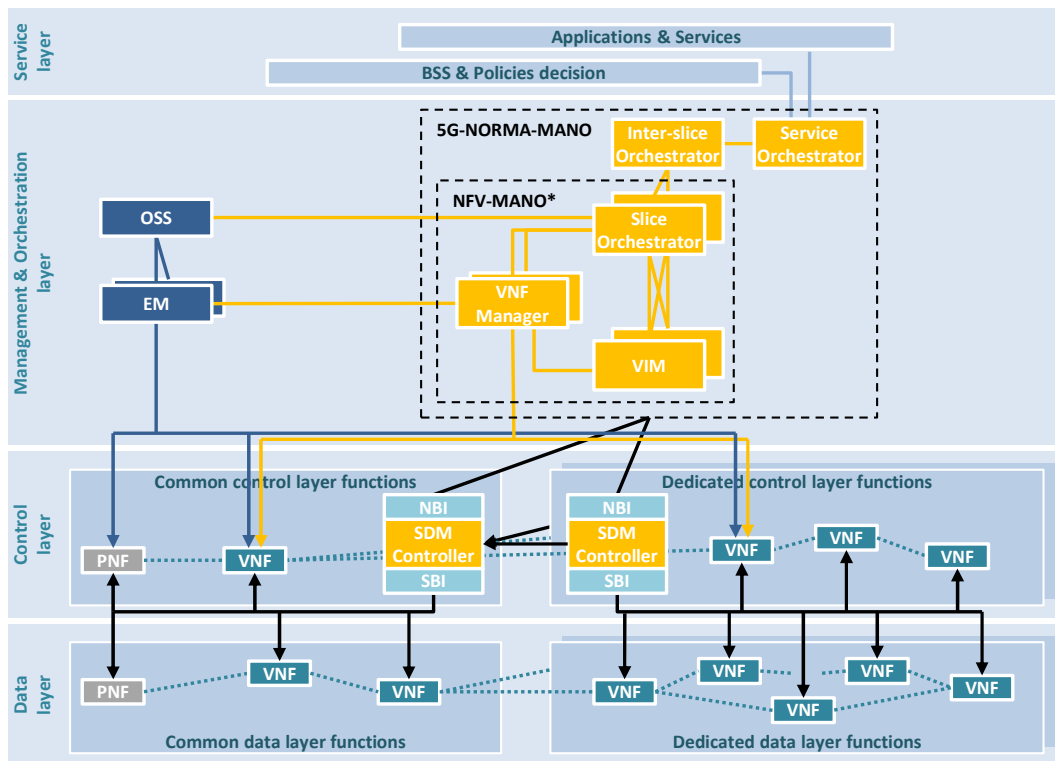 Service
layer
Applications & Services
BSS & Policies decision
Management & Orchestration
layer
5G-NORMA-MANO
Inter-slice
Orchestrator
Service
Orchestrator
NFV-MANO*
OSS
Slice
Orchestrator
EM
VNF
Manager
VIM
Control
layer
Common control layer functions
Dedicated control layer functions
NBI
SDM
Controller
SBI
NBI
SDM
Controller
SBI
PNF
VNF
VNF
VNF
VNF
Data
layer
PNF
VNF
VNF
VNF
VNF
VNF
VNF
VNF
Common data layer functions
Dedicated data layer functions